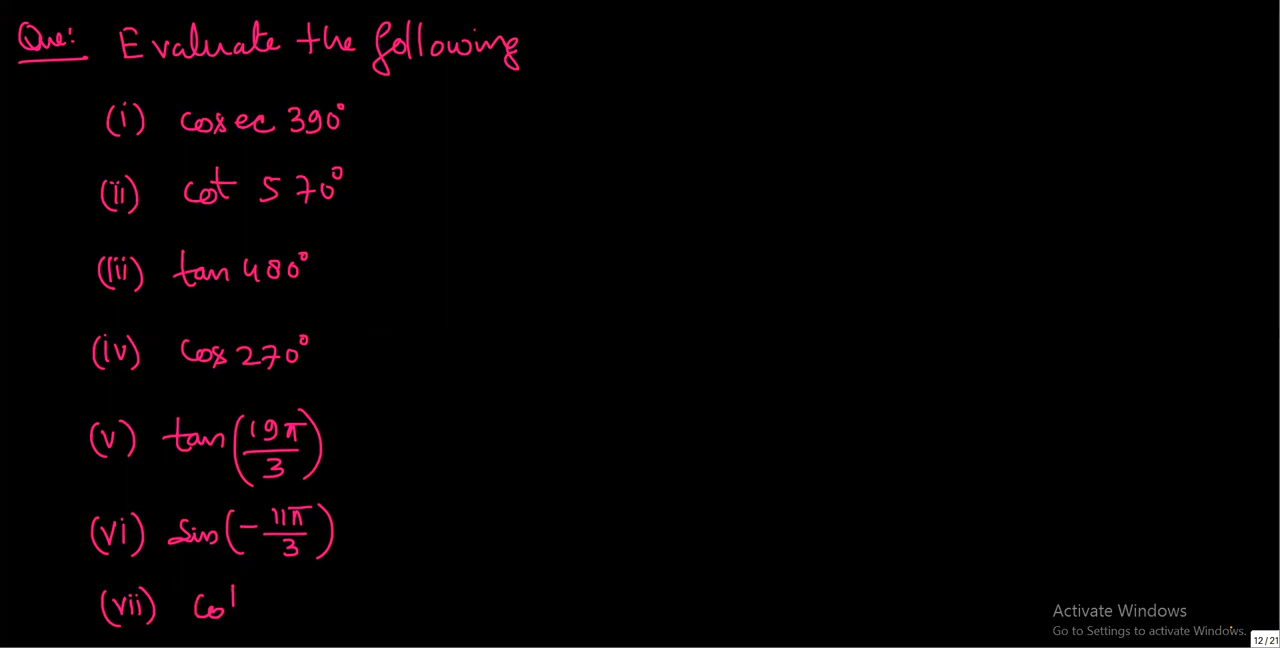 Que: Evaluate the following
(i) cosec 390°
(ii) cot 570°
(iii) tan 480°
(iv) cos 270°
(v) tan(19π/3)
(vi) sin(-11π/3)
(vii) co
Activate Windows
Go to Settings to activate Windows.
12/21